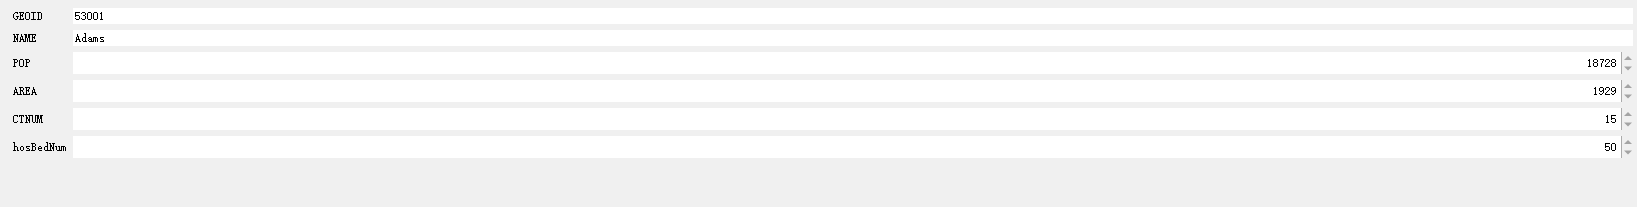 GEOID 53001
NAME Adams
POP 18728
AREA 1929
CTNUM 15
hosBedNum 50